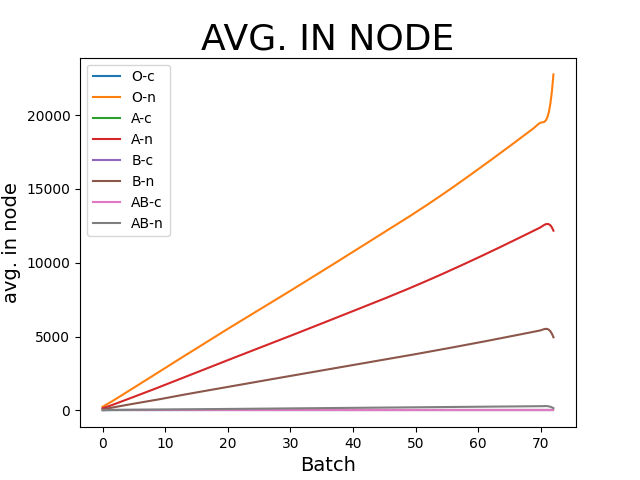 AVG. IN NODE
O-c
O-n
A-c
A-n
B-c
B-n
AB-c
AB-n
avg. in node
20000
15000
10000
5000
0
0 10 20 30 40 50 60 70
Batch